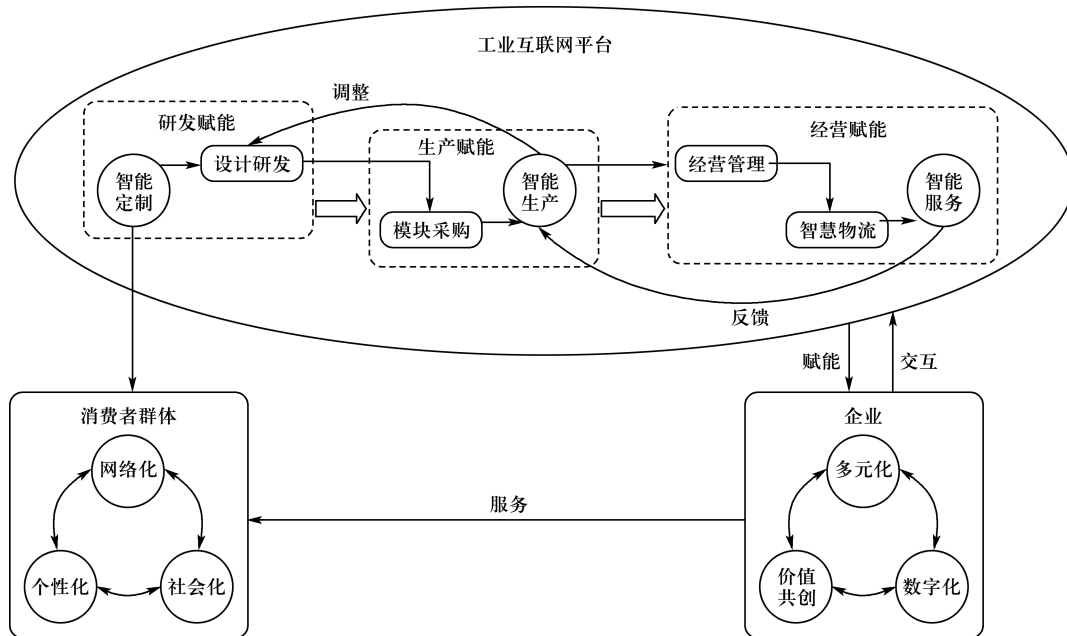 工业互联网平台
调整
研发赋能
设计研发
智能
定制
生产赋能
智能
生产
模块采购
经营赋能
经营管理
智能
服务
智慧物流
反馈
赋能
交互
消费者群体
网络化
个性化
社会化
服务
企业
多元化
价值
共创
数字化